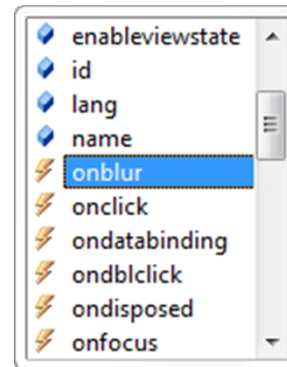 enableviewstate
id
lang
name
onblur
onclick
ondatabinding
ondblclick
ondisposed
onfocus